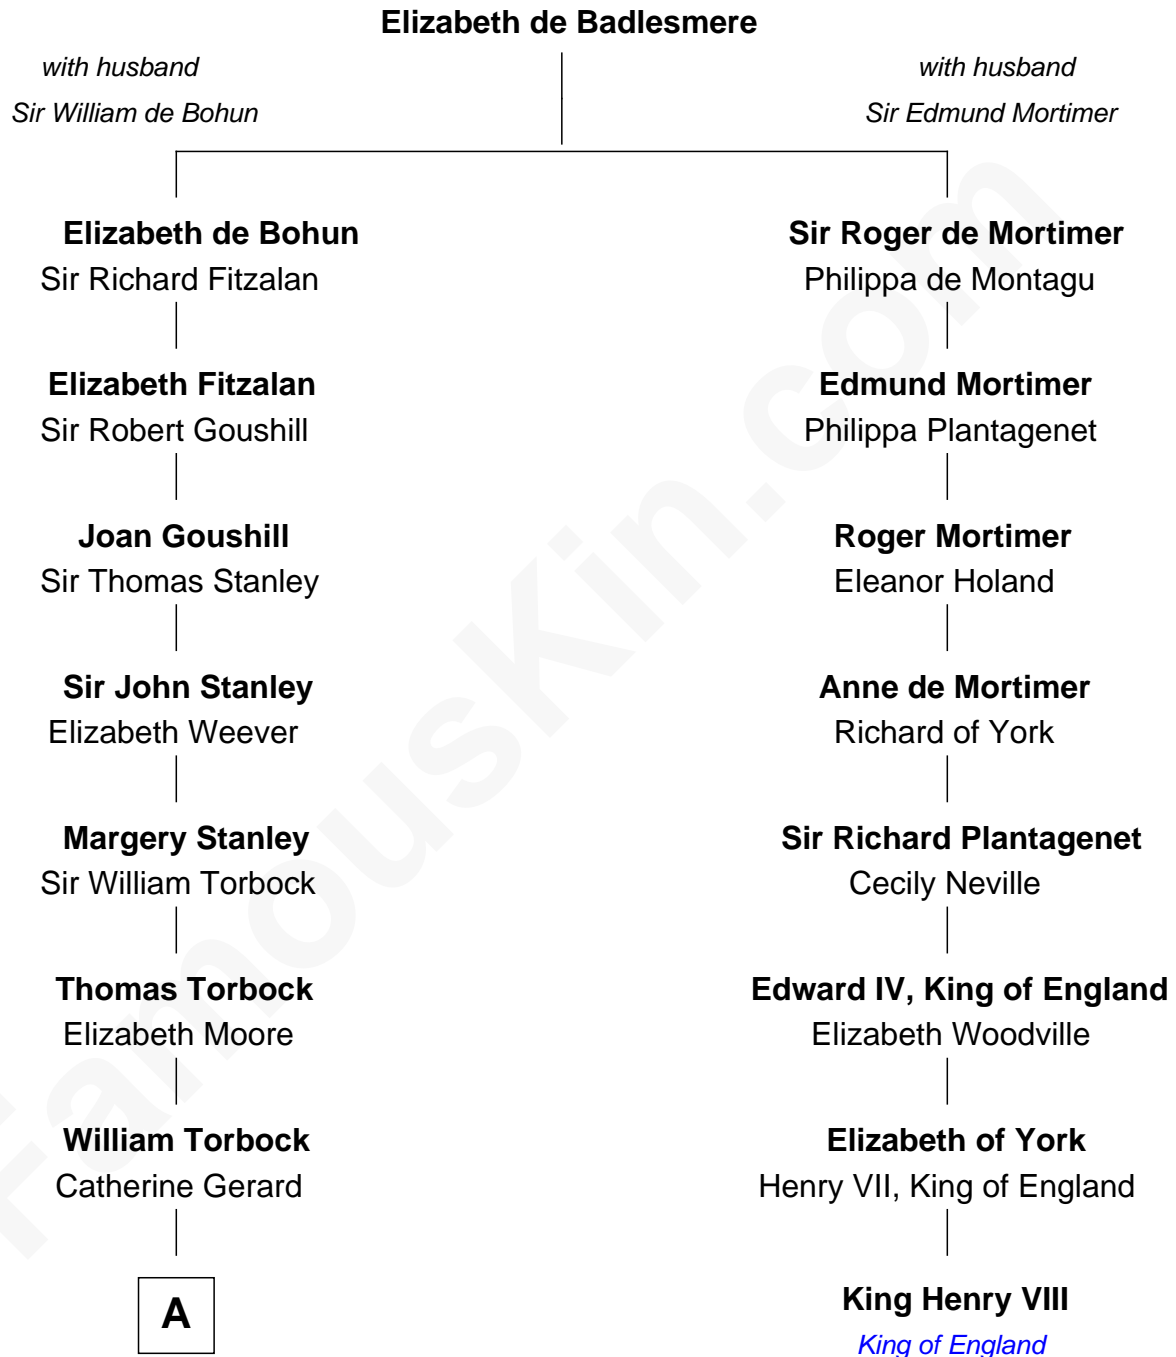 Elizabeth de Badlesmere
with husband
Sir William de Bohun
with husband
Sir Edmund Mortimer
Elizabeth de Bohun
Sir Richard Fitzalan
Elizabeth Fitzalan
Sir Robert Goushill
Joan Goushill
Sir Thomas Stanley
Sir John Stanley
Elizabeth Weever
Margery Stanley
Sir William Torbock
Thomas Torbock
Elizabeth Moore
William Torbock
Catherine Gerard
A
Sir Roger de Mortimer
Philippa de Montagu
Edmund Mortimer
Philippa Plantagenet
Roger Mortimer
Eleanor Holand
Anne de Mortimer
Richard of York
Sir Richard Plantagenet
Cecily Neville
Edward IV, King of England
Elizabeth Woodville
Elizabeth of York
Henry VII, King of England
King Henry VIII
King of England
FamousKin.com